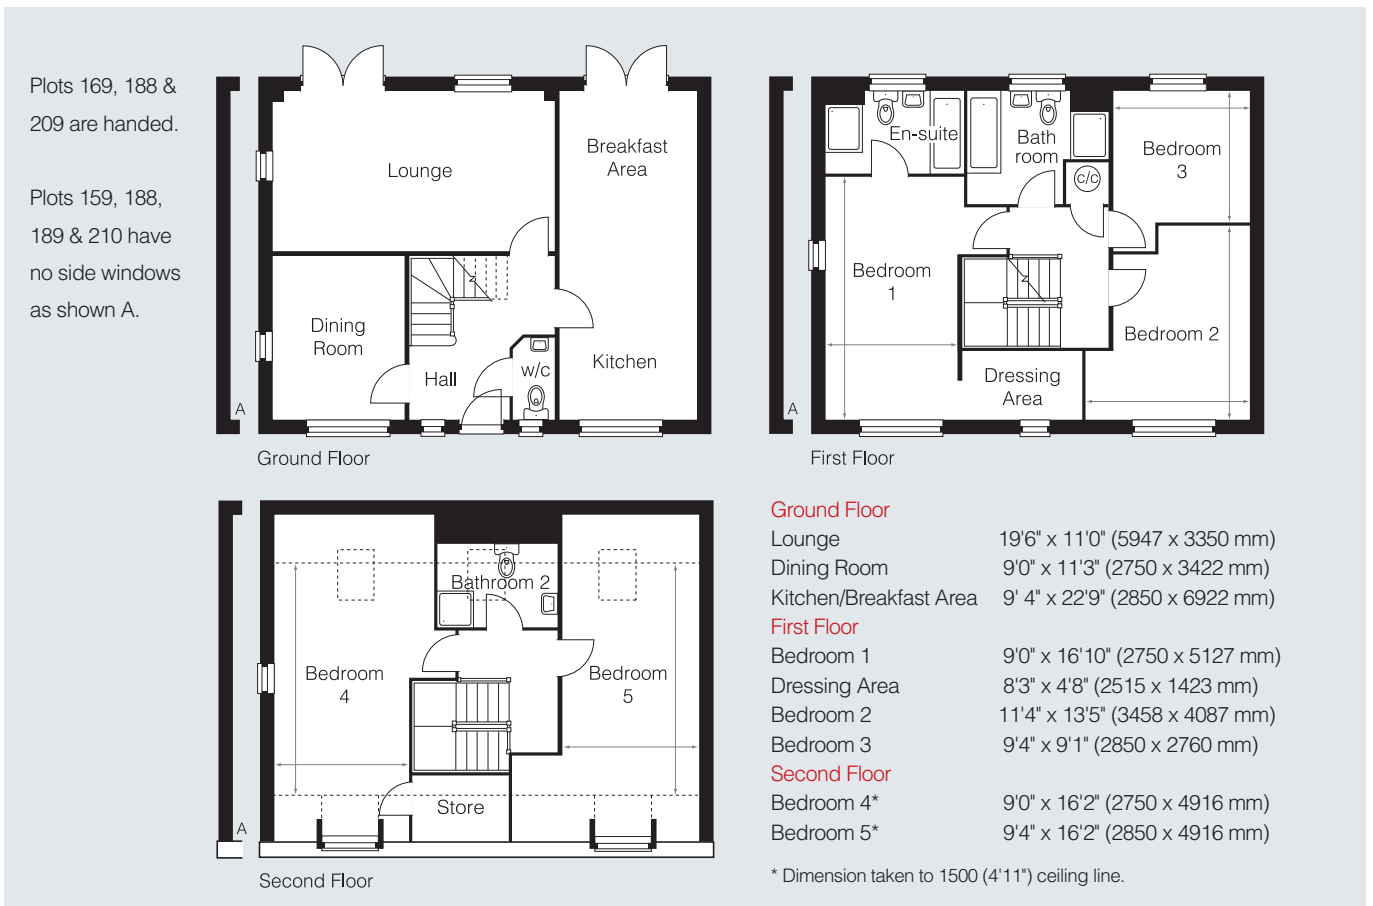 Plots 169, 188 &
209 are handed.
Plots 159, 188,
189 & 210 have
no side windows
as shown A.
Lounge
Breakfast
Area
Dining
Room
Hall
w/c
Kitchen
A
Ground Floor
En-suite
Bath
room
c/c
Bedroom
3
Bedroom
1
Bedroom 2
Dressing
Area
A
First Floor
Bathroom 2
Bedroom
4
Bedroom
5
Store
A
Second Floor
Ground Floor
Lounge 19'6" x 11'0" (5947 x 3350 mm)
Dining Room 9'0" x 11'3" (2750 x 3422 mm)
Kitchen/Breakfast Area 9' 4" x 22'9" (2850 x 6922 mm)
First Floor
Bedroom 1 9'0" x 16'10" (2750 x 5127 mm)
Dressing Area 8'3" x 4'8" (2515 x 1423 mm)
Bedroom 2 11'4" x 13'5" (3458 x 4087 mm)
Bedroom 3 9'4" x 9'1" (2850 x 2760 mm)
Second Floor
Bedroom 4* 9'0" x 16'2" (2750 x 4916 mm)
Bedroom 5* 9'4" x 16'2" (2850 x 4916 mm)
* Dimension taken to 1500 (4'11") ceiling line.